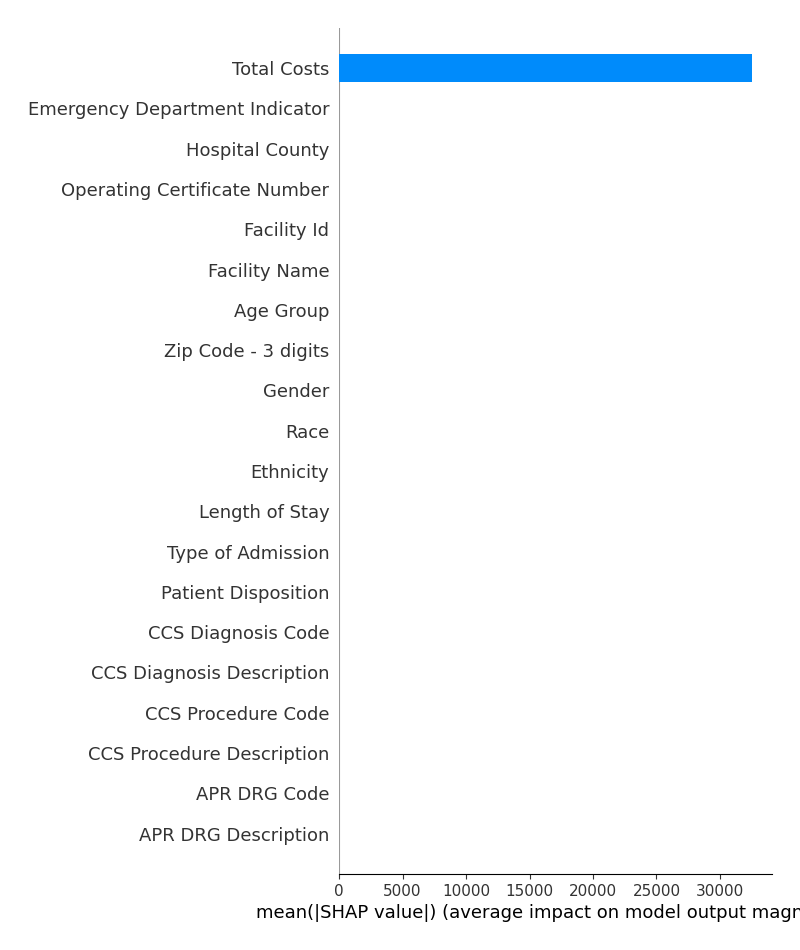 Total Costs
Emergency Department Indicator
Hospital County
Operating Certificate Number
Facility Id
Facility Name
Age Group
Zip Code - 3 digits
Gender
Race
Ethnicity
Length of Stay
Type of Admission
Patient Disposition
CCS Diagnosis Code
CCS Diagnosis Description
CCS Procedure Code
CCS Procedure Description
APR DRG Code
APR DRG Description
0 5000 10000 15000 20000 25000 30000
mean(|SHAP value|) (average impact on model output magn